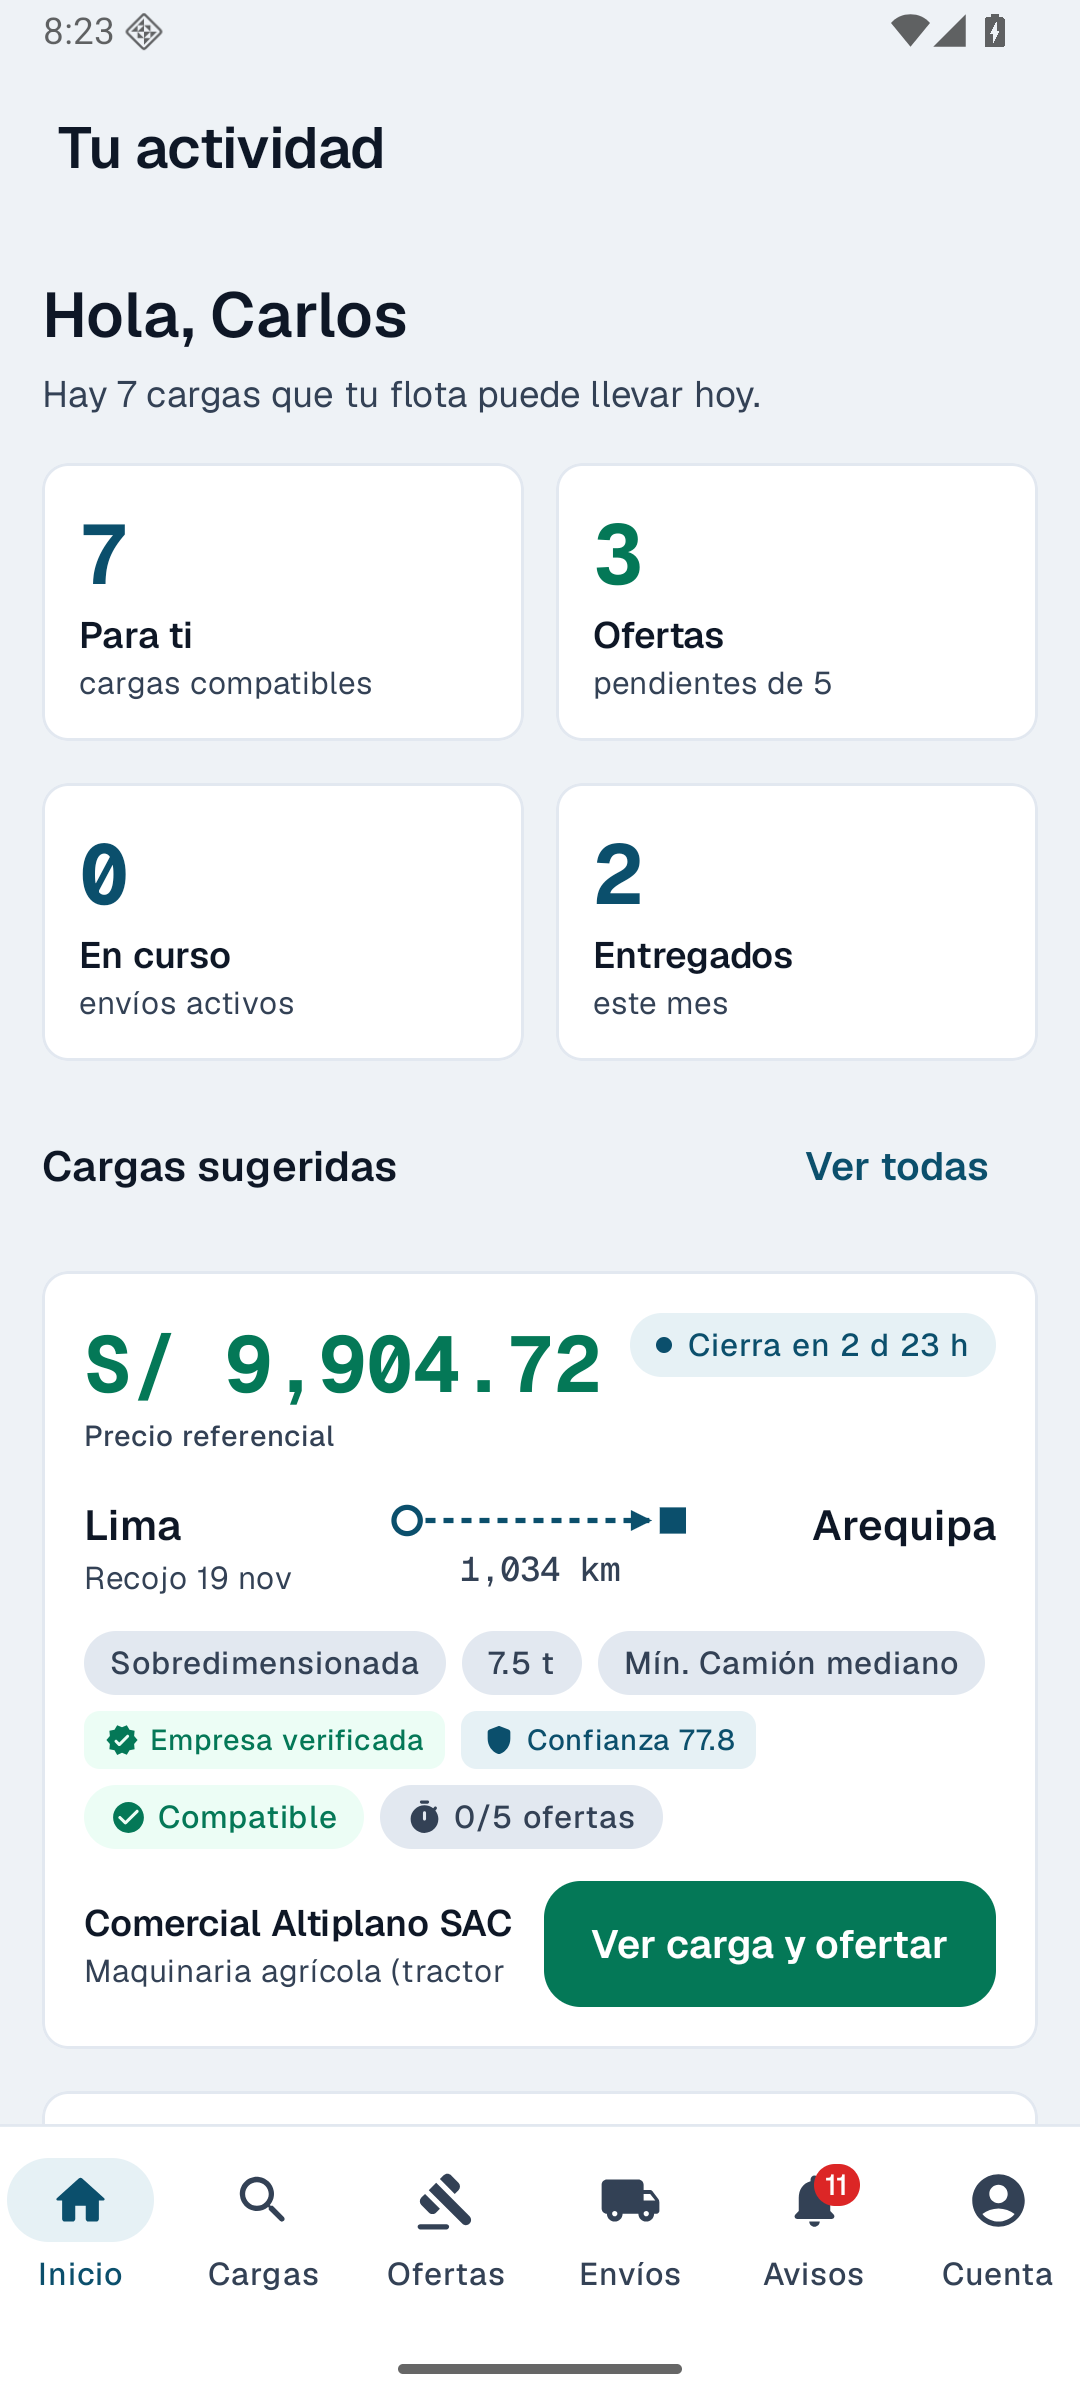 8:23
Tu actividad
Hola, Carlos
Hay 7 cargas que tu flota puede llevar hoy.
7
Para ti
cargas compatibles
3
Ofertas
pendientes de 5
0
En curso
envíos activos
2
Entregados
este mes
Cargas sugeridas
Ver todas
S/ 9,904.72
Cierra en 2 d 23 h
Precio referencial
Lima
Recojo 19 nov
1,034 km
Arequipa
Sobredimensionada
7.5 t
Mín. Camión mediano
Empresa verificada
Confianza 77.8
Compatible
0/5 ofertas
Comercial Altiplano SAC
Maquinaria agrícola (tractor
Ver carga y ofertar
Inicio
Cargas
Ofertas
Envíos
11
Avisos
Cuenta